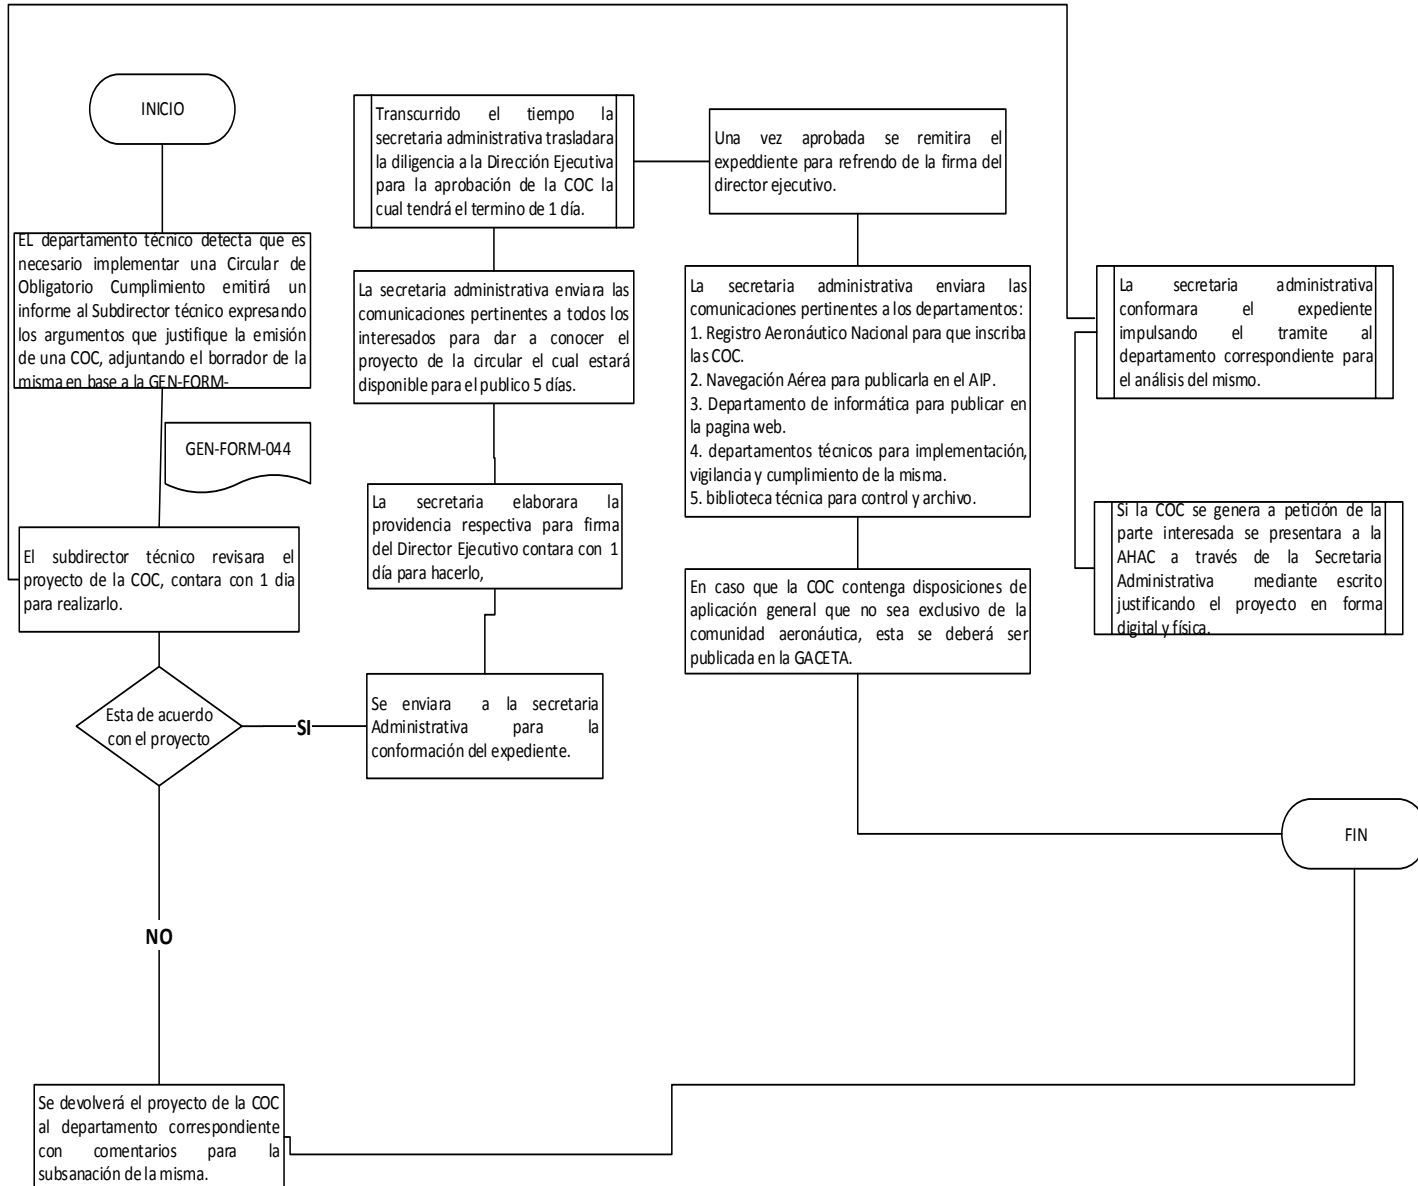 INICIO
EL departamento técnico detecta que es
necesario implementar una Circular de
Obligatorio Cumplimiento emitirá un
informe al Subdirector técnico expresando
los argumentos que justifique la emisión
de una COC, adjuntando el borrador de la
misma en base a la GEN-FORM-
GEN-FORM-044
El subdirector técnico revisara el
proyecto de la COC, contara con 1 dia
para realizarlo.
Esta de acuerdo
con el proyecto
SI
NO
Se devolverá el proyecto de la COC
al departamento correspondiente
con comentarios para la
subsanación de la misma.
Transcurrido el tiempo la
secretaria administrativa trasladara
la diligencia a la Dirección Ejecutiva
para la aprobación de la COC la
cual tendrá el termino de 1 día.
La secretaria administrativa enviara las
comunicaciones pertinentes a todos los
interesados para dar a conocer el
proyecto de la circular el cual estará
disponible para el publico 5 días.
La secretaria elaborara la
providencia respectiva para firma
del Director Ejecutivo contara con 1
día para hacerlo,
Se enviara a la secretaria
Administrativa para la
conformación del expediente.
Una vez aprobada se remitira el
expeddiente para refrendo de la firma del
director ejecutivo.
La secretaria administrativa enviara las
comunicaciones pertinentes a los departamentos:
1. Registro Aeronáutico Nacional para que inscriba
las COC.
2. Navegación Aérea para publicarla en el AIP.
3. Departamento de informática para publicar en
la pagina web.
4. departamentos técnicos para implementación,
vigilancia y cumplimiento de la misma.
5. biblioteca técnica para control y archivo.
En caso que la COC contenga disposiciones de
aplicación general que no sea exclusivo de la
comunidad aeronáutica, esta se deberá ser
publicada en la GACETA.
La secretaria administrativa
conformara el expediente
impulsando el tramite al
departamento correspondiente para
el análisis del mismo.
Si la COC se genera a petición de la
parte interesada se presentara a la
AHAC a través de la Secretaria
Administrativa mediante escrito
justificando el proyecto en forma
digital y física.
FIN